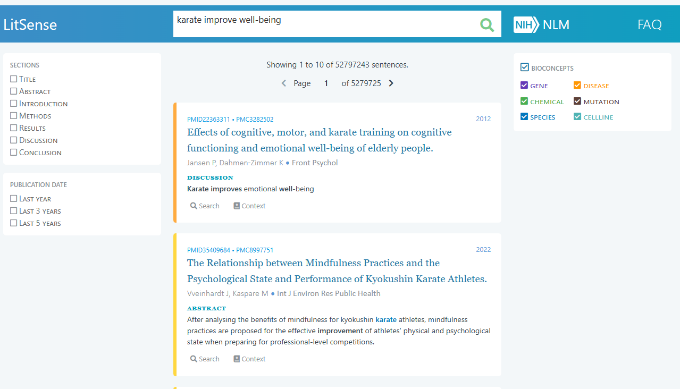 LitSense
karate improve well-being
NIH NLM
FAQ
SECTIONS
TITLE
ABSTRACT
INTRODUCTION
METHODS
RESULTS
DISCUSSION
CONCLUSION
PUBLICATION DATE
LAST YEAR
LAST 3 YEARS
LAST 5 YEARS
Showing 1 to 10 of 52797243 sentences.
Page 1 of 5279725
PMID22363311 • PMC3282502
2012
Effects of cognitive, motor, and karate training on cognitive
functioning and emotional well-being of elderly people.
Jansen P, Dahmen-Zimmer K • Front Psychol
DISCUSSION
Karate improves emotional well-being
Search Context
PMID35409684 • PMC8997751
2022
The Relationship between Mindfulness Practices and the
Psychological State and Performance of Kyokushin Karate Athletes.
Vveinhardt J, Kaspare M • Int J Environ Res Public Health
ABSTRACT
After analysing the benefits of mindfulness for kyokushin karate athletes, mindfulness
practices are proposed for the effective improvement of athletes' physical and psychological
state when preparing for professional-level competitions.
Search Context
BIOCONCEPTS
GENE DISEASE
CHEMICAL MUTATION
SPECIES CELLLINE